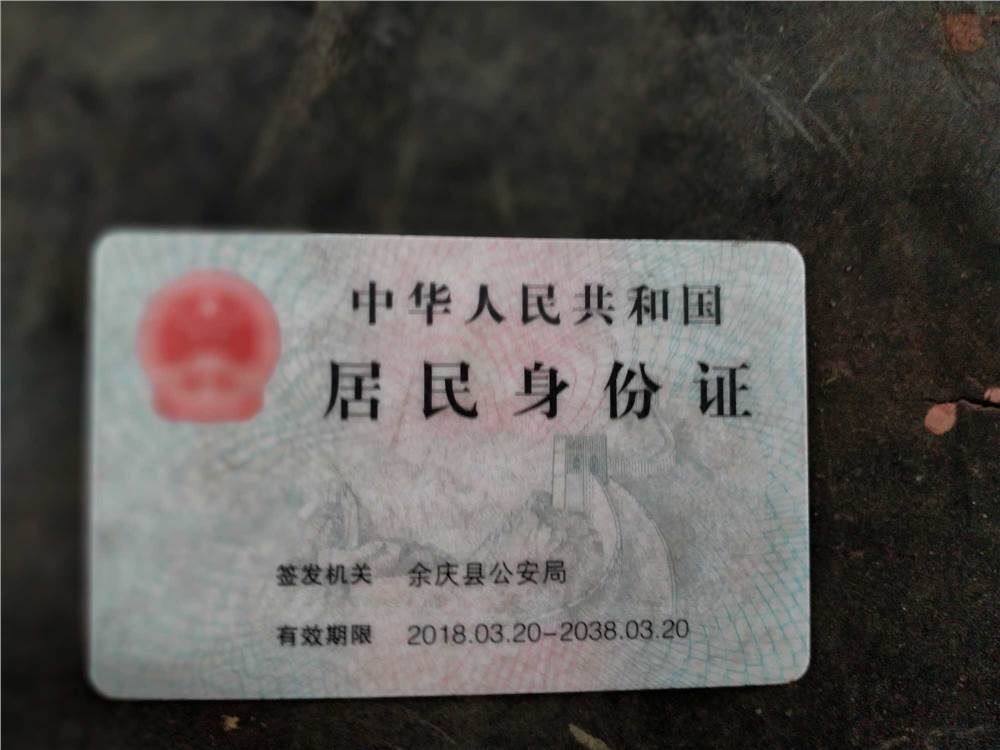 中华人民共和国
居民身份证
签发机关 余庆县公安局
有效期限 2018.03.20-2038.03.20